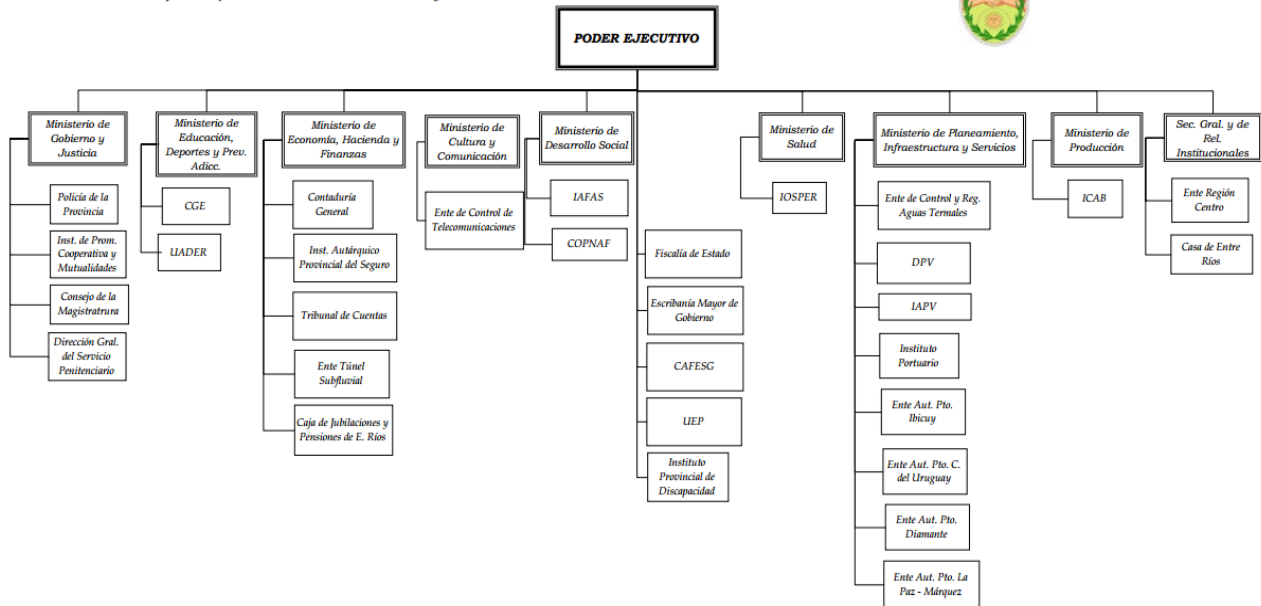 PODER EJECUTIVO
Ministerio de
Gobierno y
Justicia
Policía de la
Provincia
Inst. de Prom.
Cooperativa y
Mutualidades
Consejo de la
Magistratrura
Dirección Gral.
del Servicio
Penitenciario
Ministerio de
Educación,
Deportes y Prev.
Adicc.
CGE
UADER
Ministerio de
Economía, Hacienda y
Finanzas
Contaduría
General
Inst. Autárquico
Provincial del Seguro
Tribunal de Cuentas
Ente Túnel
Subfluvial
Caja de Jubilaciones y
Pensiones de E. Ríos
Ministerio de
Cultura y
Comunicación
Ente de Control de
Telecomunicaciones
Ministerio de
Desarrollo Social
IAFAS
COPNAF
Fiscalía de Estado
Escribanía Mayor de
Gobierno
CAFESG
UEP
Instituto
Provincial de
Discapacidad
Ministerio de
Salud
IOSPER
Ministerio de Planeamiento,
Infraestructura y Servicios
Ente de Control y Reg.
Aguas Termales
DPV
IAPV
Instituto
Portuario
Ente Aut. Pto.
Ibicuy
Ente Aut. Pto. C.
del Uruguay
Ente Aut. Pto.
Diamante
Ente Aut. Pto. La
Paz - Márquez
Ministerio de
Producción
ICAB
Sec. Gral. y de
Rel.
Institucionales
Ente Región
Centro
Casa de Entre
Ríos